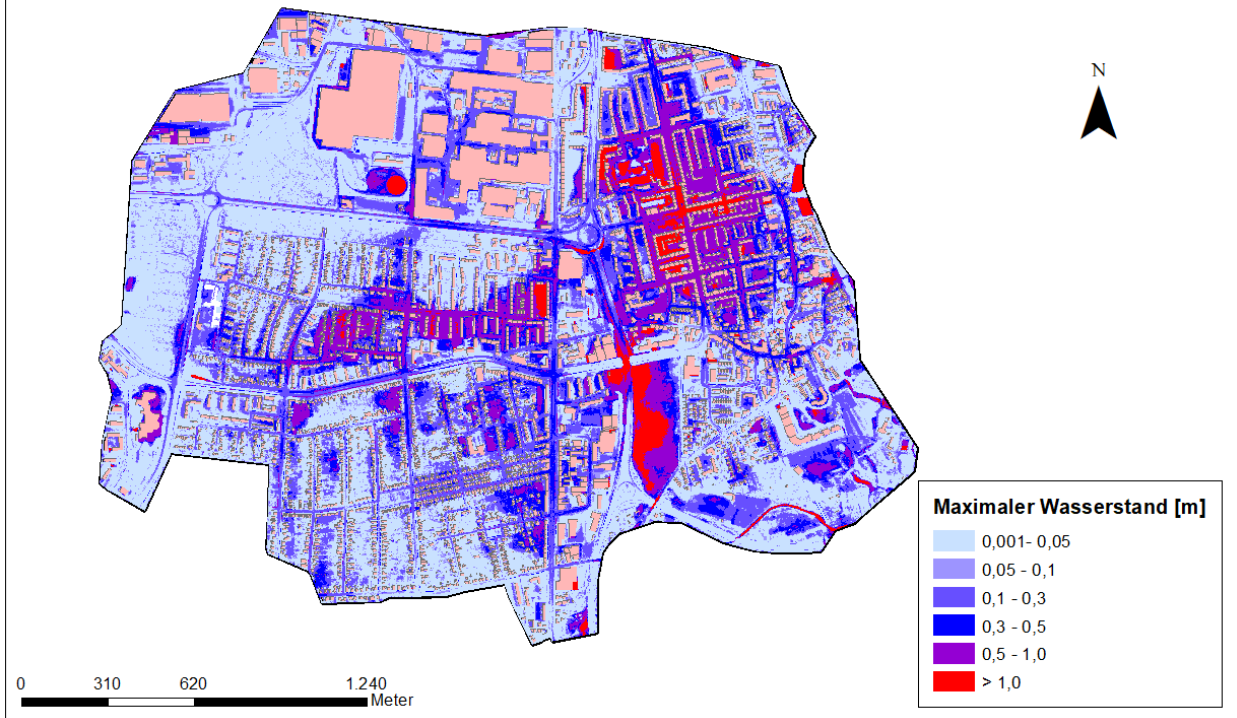 N
Maximaler Wasserstand [m]
0,001- 0,05
0,05 - 0,1
0,1 - 0,3
0,3 - 0,5
0,5 - 1,0
> 1,0
0 310 620 1.240
Meter